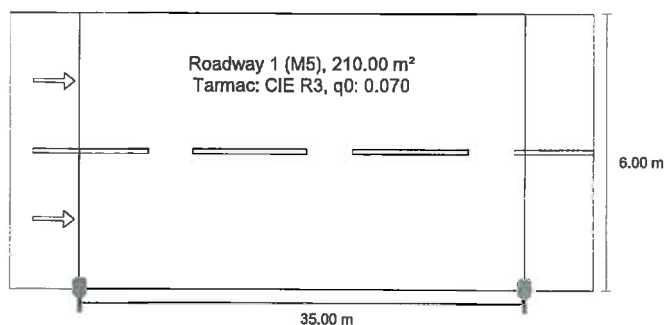 Roadway 1 (M5), 210.00 m²
Tarmac: CIE R3, q0: 0.070
6.00 m
35.00 m